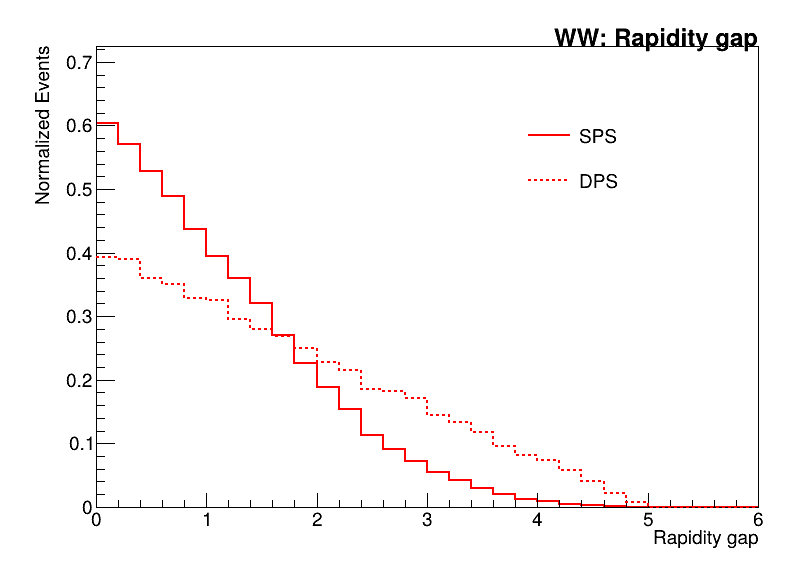 WW: Rapidity gap
Normalized Events
0.7
0.6
0.5
0.4
0.3
0.2
0.1
0
SPS
DPS
0 1 2 3 4 5 6
Rapidity gap